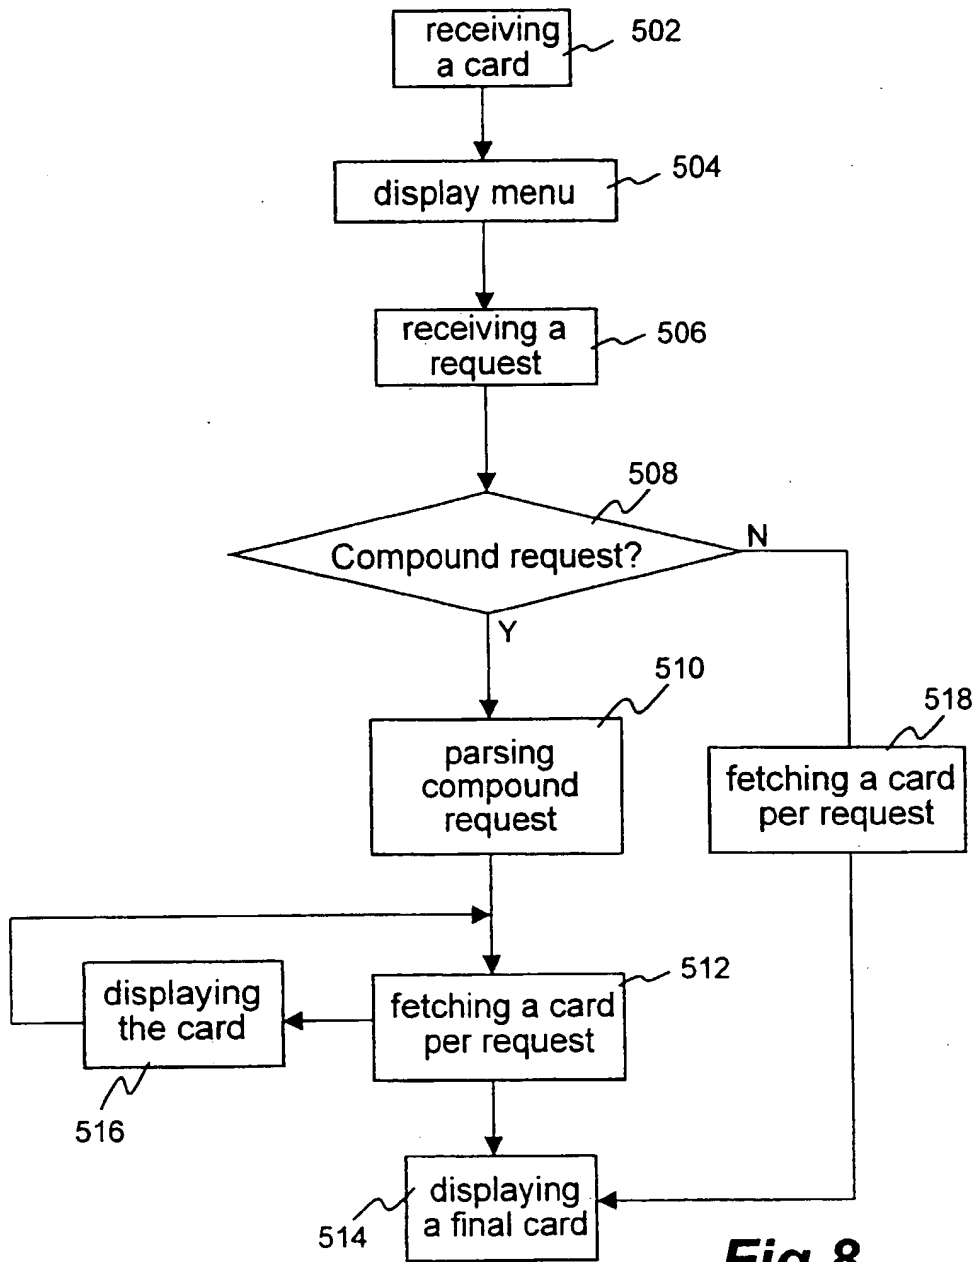 receiving
a card
502
display menu
504
receiving a
request
506
508
Compound request?
N
Y
510
parsing
compound
request
518
fetching a card
per request
512
fetching a card
per request
displaying
the card
516
displaying
a final card
514
Fig.8